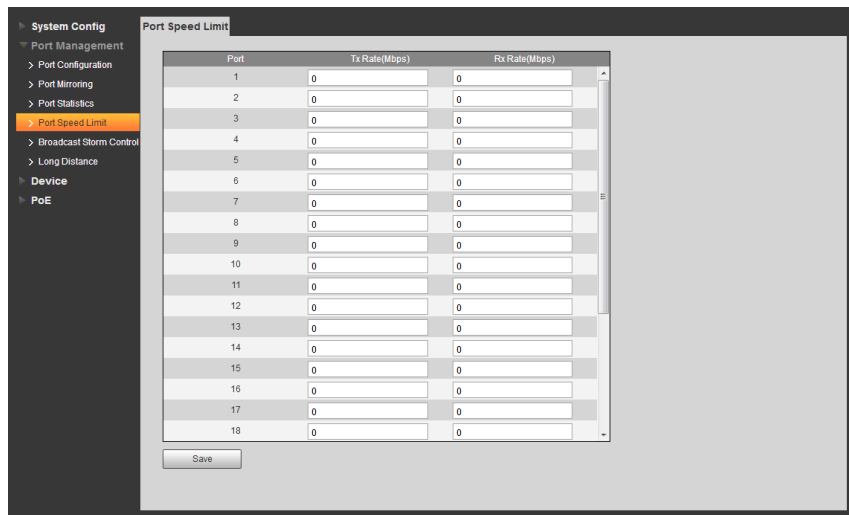 System Config
Port Management
> Port Configuration
> Port Mirroring
> Port Statistics
> Port Speed Limit
> Broadcast Storm Control
> Long Distance
Device
PoE
Port Speed Limit
Port Tx Rate(Mbps) Rx Rate(Mbps)
1 0 0
2 0 0
3 0 0
4 0 0
5 0 0
6 0 0
7 0 0
8 0 0
9 0 0
10 0 0
11 0 0
12 0 0
13 0 0
14 0 0
15 0 0
16 0 0
17 0 0
18 0 0
Save